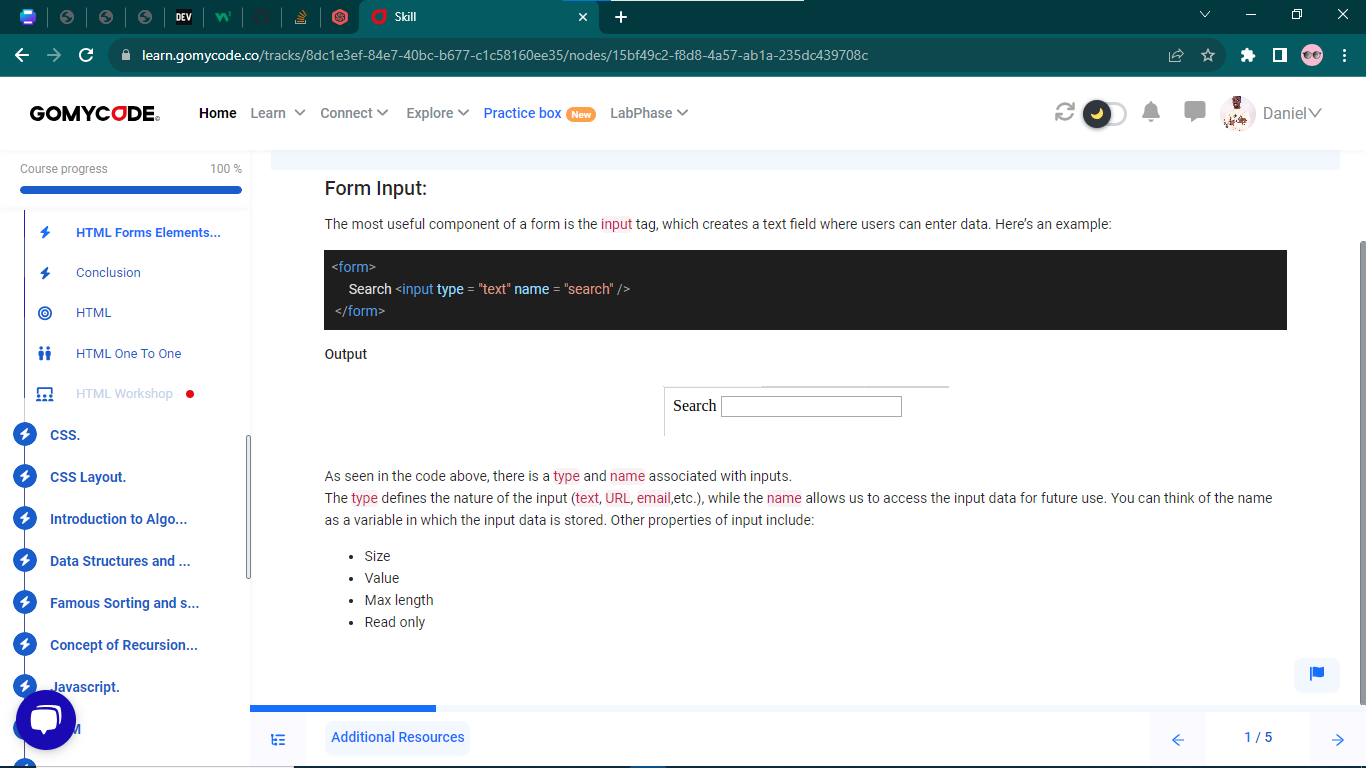 DEV
Skill
learn.gomycode.co/tracks/8dc1e3ef-84e7-40bc-b677-c1c58160ee35/nodes/15bf49c2-f8d8-4a57-ab1a-235dc439708c
GOMYCODE
Home Learn Connect Explore Practice box New LabPhase Daniel
Course progress 100 %
HTML Forms Elements...
Conclusion
HTML
HTML One To One
HTML Workshop
CSS.
CSS Layout.
Introduction to Algo...
Data Structures and ...
Famous Sorting and s...
Concept of Recursion...
Javascript.
M
Form Input:
The most useful component of a form is the input tag, which creates a text field where users can enter data. Here’s an example:
<form>
Search <input type = "text" name = "search" />
</form>
Output
Search
As seen in the code above, there is a type and name associated with inputs.
The type defines the nature of the input (text, URL, email,etc.), while the name allows us to access the input data for future use. You can think of the name
as a variable in which the input data is stored. Other properties of input include:
Size
Value
Max length
Read only
Additional Resources
1 / 5